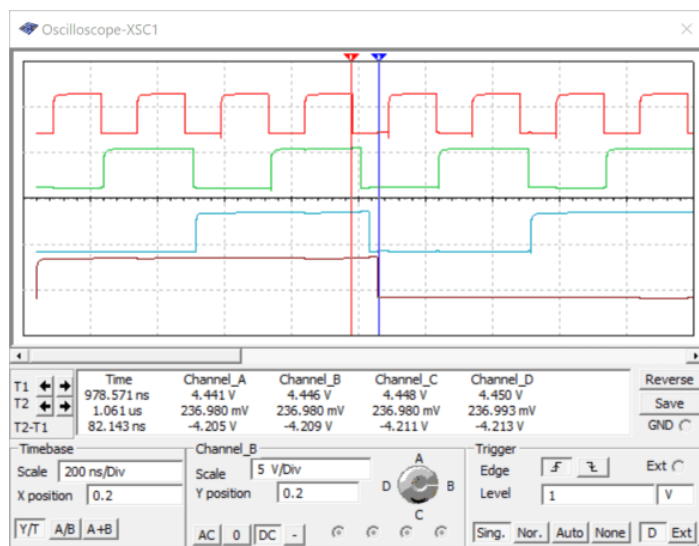 Oscilloscope-XSC1
1 2
T1 T2 T2-T1
Time Channel_A Channel_B Channel_C Channel_D
978.571 ns 4.441 V 4.446 V 4.448 V 4.450 V
1.061 us 236.980 mV 236.980 mV 236.980 mV 236.993 mV
82.143 ns -4.205 V -4.209 V -4.211 V -4.213 V
Reverse
Save
GND
Timebase
Scale 200 ns/Div
X position 0.2
Y/T A/B A+B
Channel_B
Scale 5 V/Div
Y position 0.2
AC 0 DC -
A
D B
C
Trigger
Edge Ext
Level 1 V
Sing. Nor. Auto None D Ext